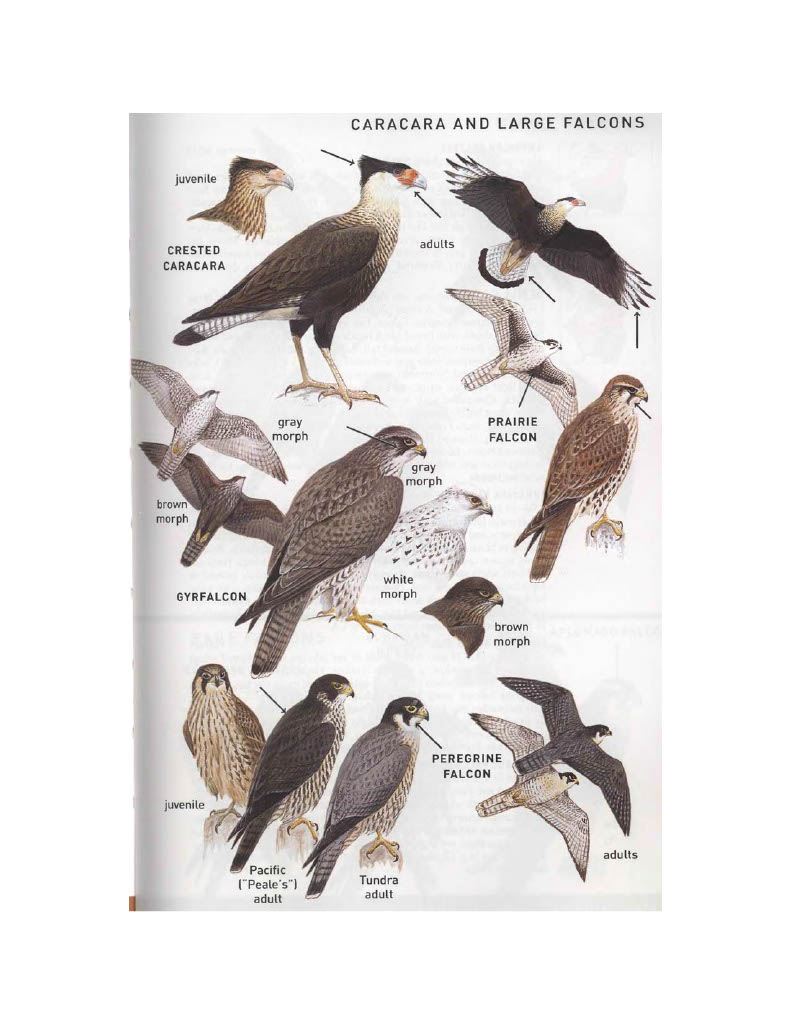 CARACARA AND LARGE FALCONS
juvenile
CRESTED
CARACARA
adults
PRAIRIE
FALCON
gray
morph
gray
morph
brown
morph
white
morph
GYRFALCON
brown
morph
PEREGRINE
FALCON
juvenile
adults
Pacific
("Peale's")
adult
Tundra
adult